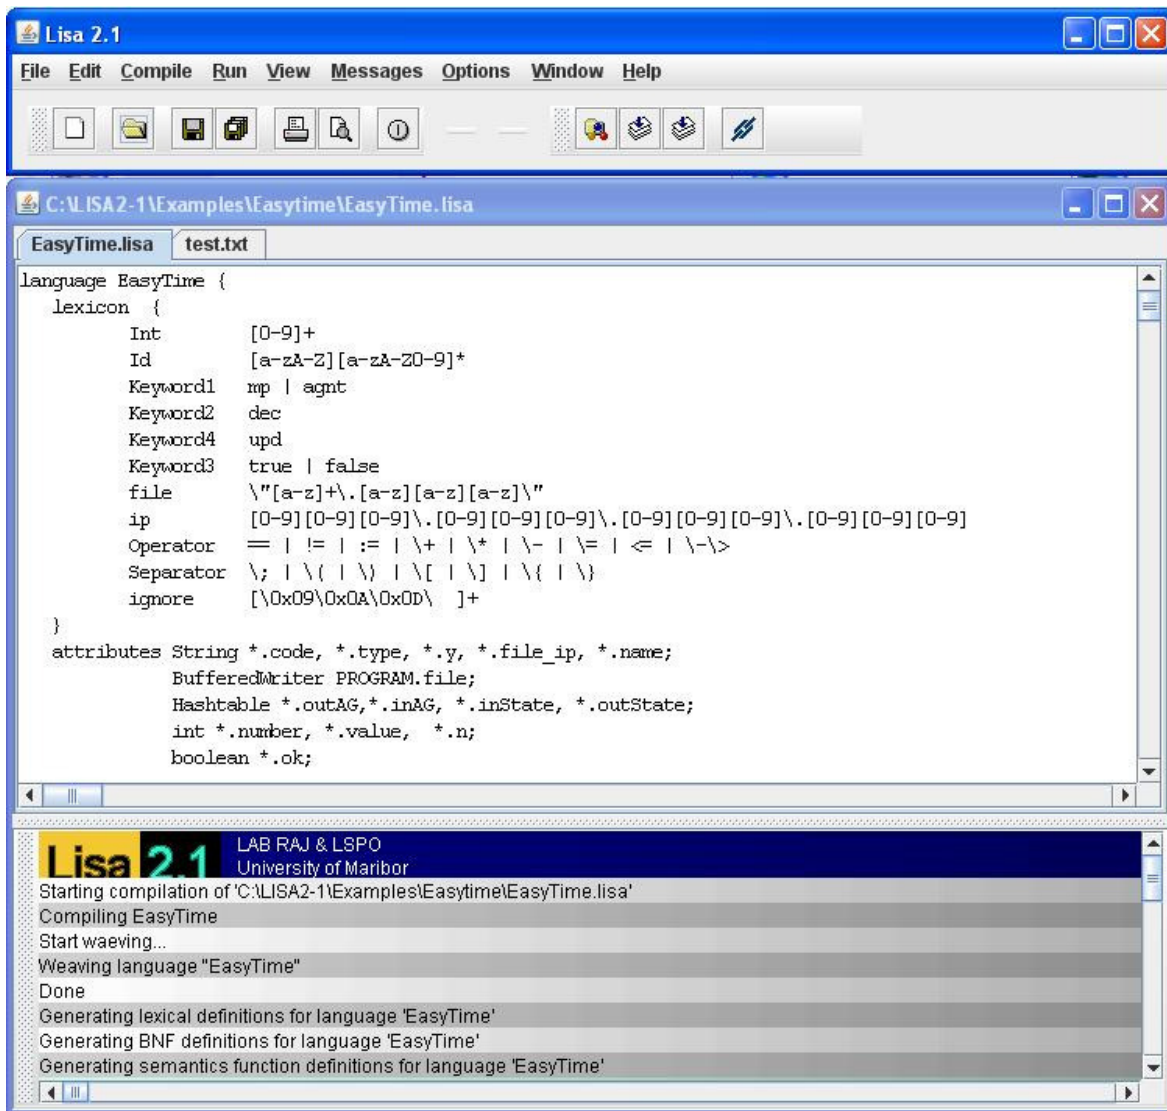 Lisa 2.1
File Edit Compile Run View Messages Options Window Help
C:\LISA2-1\Examples\Easytime\EasyTime.lisa
EasyTime.lisa test.txt
language EasyTime {
lexicon {
Int [0-9]+
Id [a-zA-Z][a-zA-Z0-9]*
Keyword1 mp | agnt
Keyword2 dec
Keyword4 upd
Keyword3 true | false
file \"[a-z]+\.[a-z][a-z][a-z]\"
ip [0-9][0-9][0-9]\.[0-9][0-9][0-9]\.[0-9][0-9][0-9]\.[0-9][0-9][0-9]
Operator == | != | := | \+ | \* | \- | \= | <= | \-\>
Separator \; | \( | \) | \[ | \] | \{ | \}
ignore [\0x09\0x0A\0x0D\ ]+
}
attributes String *.code, *.type, *.y, *.file_ip, *.name;
BufferedWriter PROGRAM.file;
Hashtable *.outAG,*.inAG, *.inState, *.outState;
int *.number, *.value, *.n;
boolean *.ok;
Lisa 2.1
LAB RAJ & LSPO
University of Maribor
Starting compilation of 'C:\LISA2-1\Examples\Easytime\EasyTime.lisa'
Compiling EasyTime
Start waeving...
Weaving language "EasyTime"
Done
Generating lexical definitions for language 'EasyTime'
Generating BNF definitions for language 'EasyTime'
Generating semantics function definitions for language 'EasyTime'